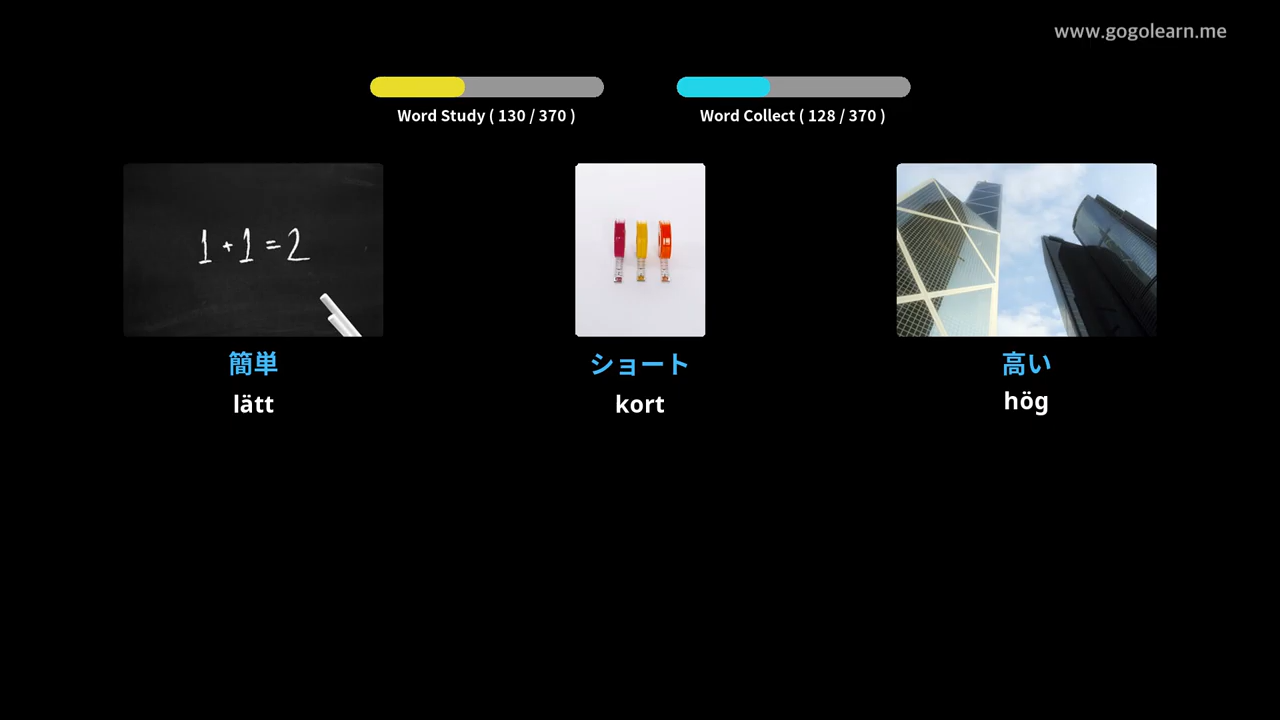 www.gogolearn.me
Word Study ( 130 / 370 )
Word Collect ( 128 / 370 )
1 + 1 = 2
簡単
ショート
高い
lätt
kort
hög